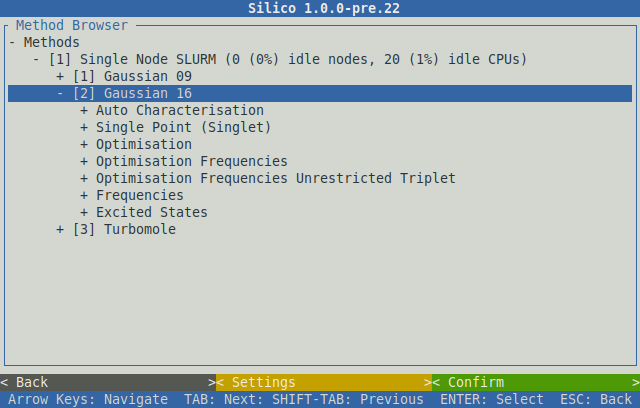 Silico 1.0.0-pre.22
Method Browser
- Methods
- [1] Single Node SLURM (0 (0%) idle nodes, 20 (1%) idle CPUs)
+ [1] Gaussian 09
- [2] Gaussian 16
+ Auto Characterisation
+ Single Point (Singlet)
+ Optimisation
+ Optimisation Frequencies
+ Optimisation Frequencies Unrestricted Triplet
+ Frequencies
+ Excited States
+ [3] Turbomole
< Back >< Settings >< Confirm >
Arrow Keys: Navigate TAB: Next: SHIFT-TAB: Previous ENTER: Select ESC: Back